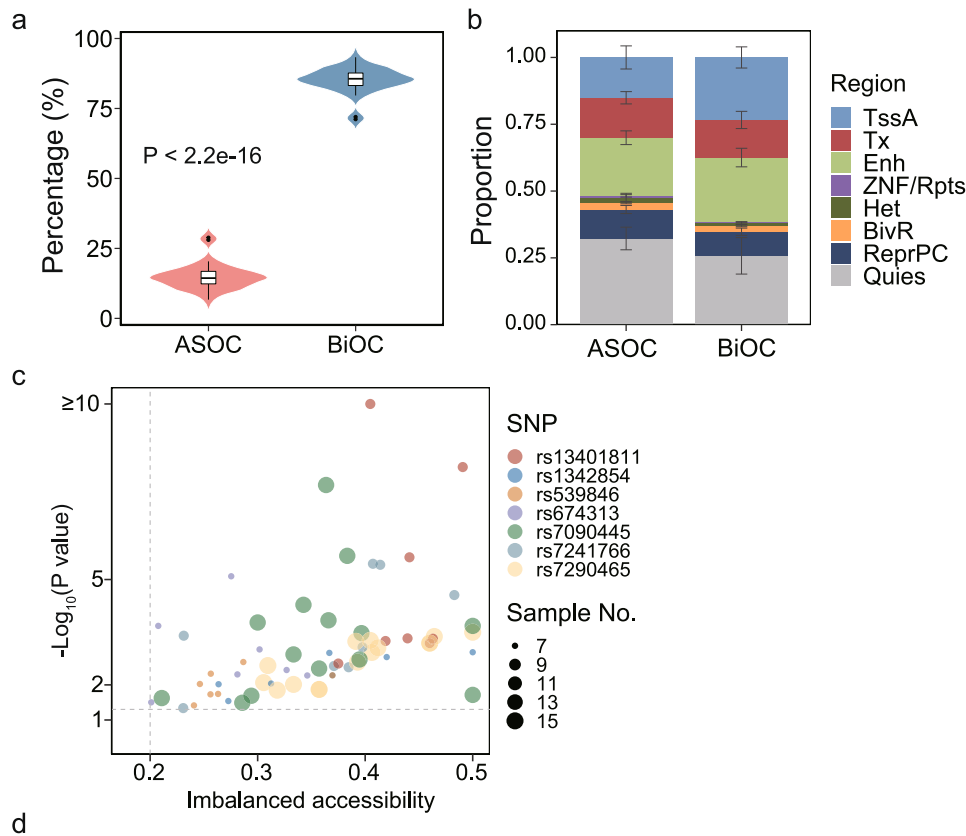 a
100
75
50
25
0
Percentage (%)
P < 2.2e-16
ASOC
BiOC
b
1.00
0.75
0.50
0.25
0.00
Proportion
ASOC
BiOC
Region
TssA
Tx
Enh
ZNF/Rpts
Het
BivR
ReprPC
Quies
c
≥10
5
2
1
-Log10(P value)
0.2
0.3
0.4
0.5
Imbalanced accessibility
SNP
rs13401811
rs1342854
rs539846
rs674313
rs7090445
rs7241766
rs7290465
Sample No.
7
9
11
13
15
d